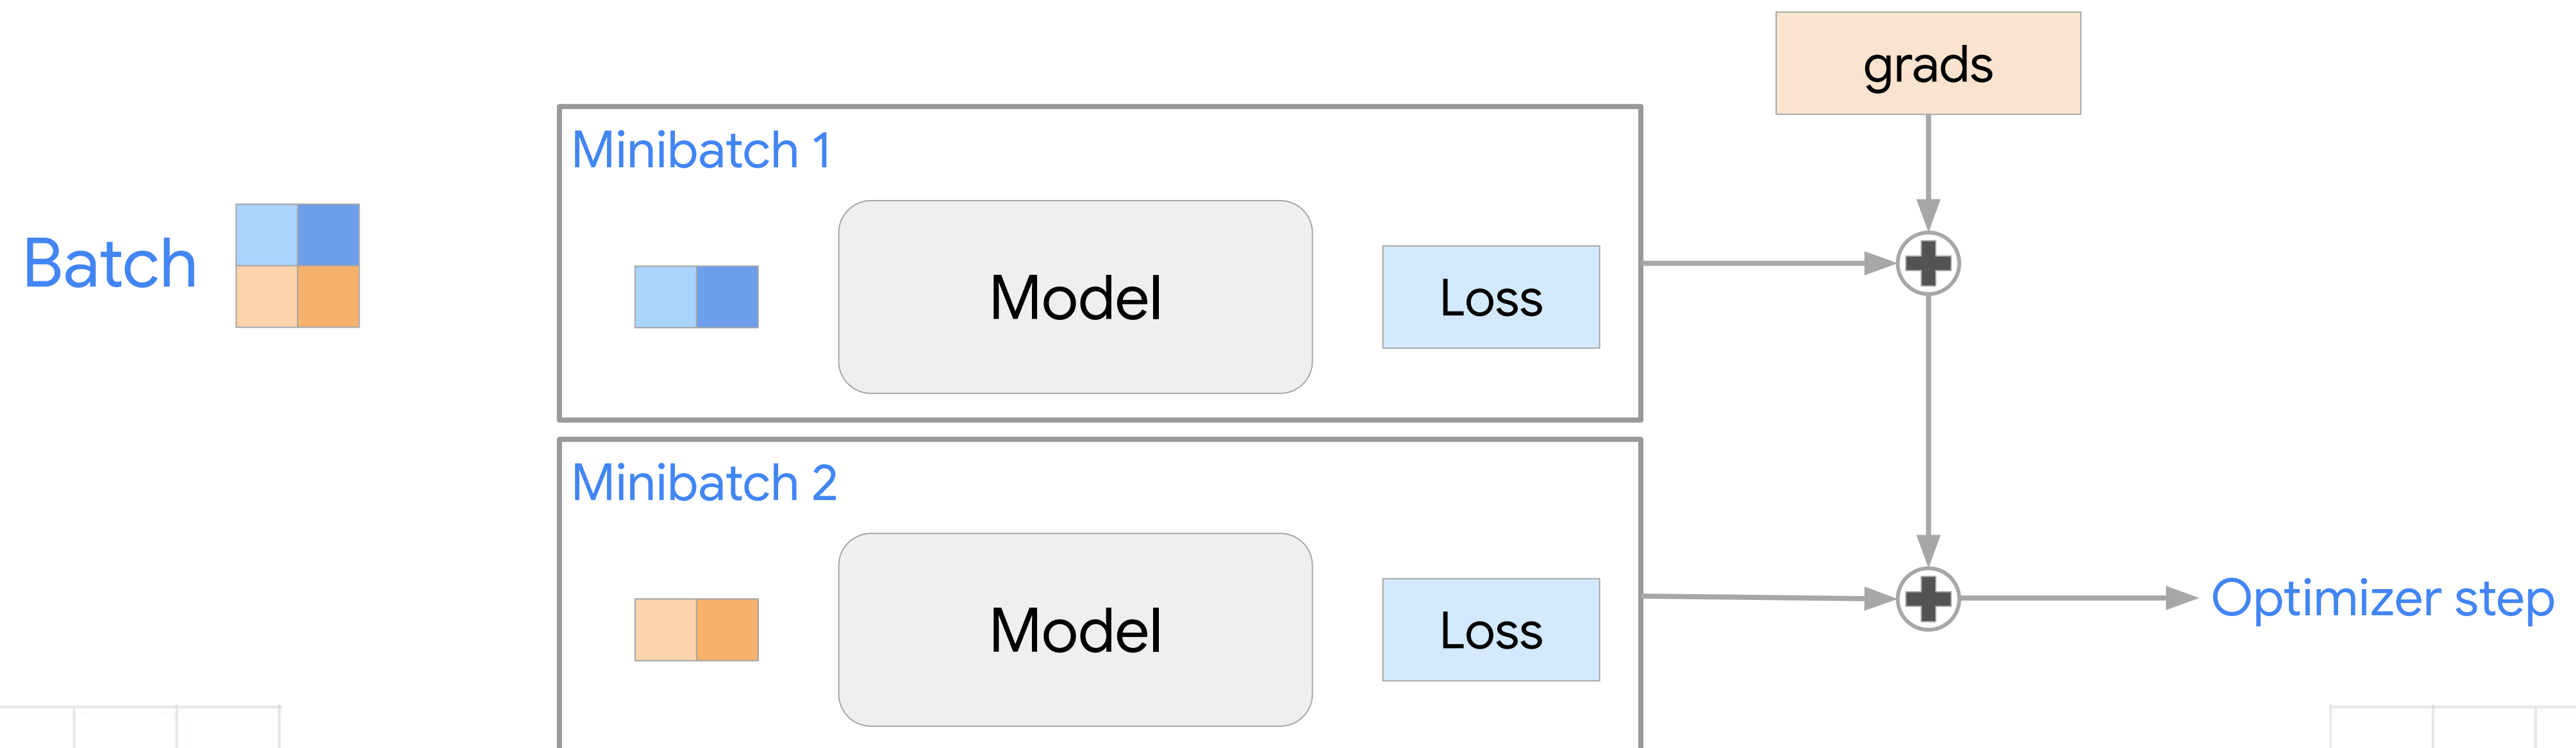 grads
Minibatch 1
Batch
Model
Loss
Minibatch 2
Model
Loss
Optimizer step